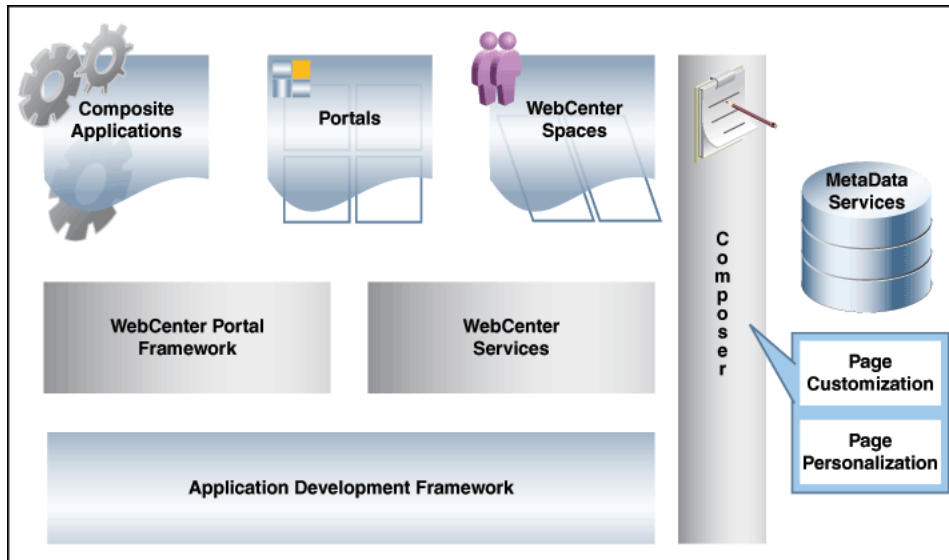 Composite
Applications
Portals
WebCenter
Spaces
Composer
MetaData
Services
WebCenter Portal
Framework
WebCenter
Services
Page
Customization
Page
Personalization
Application Development Framework